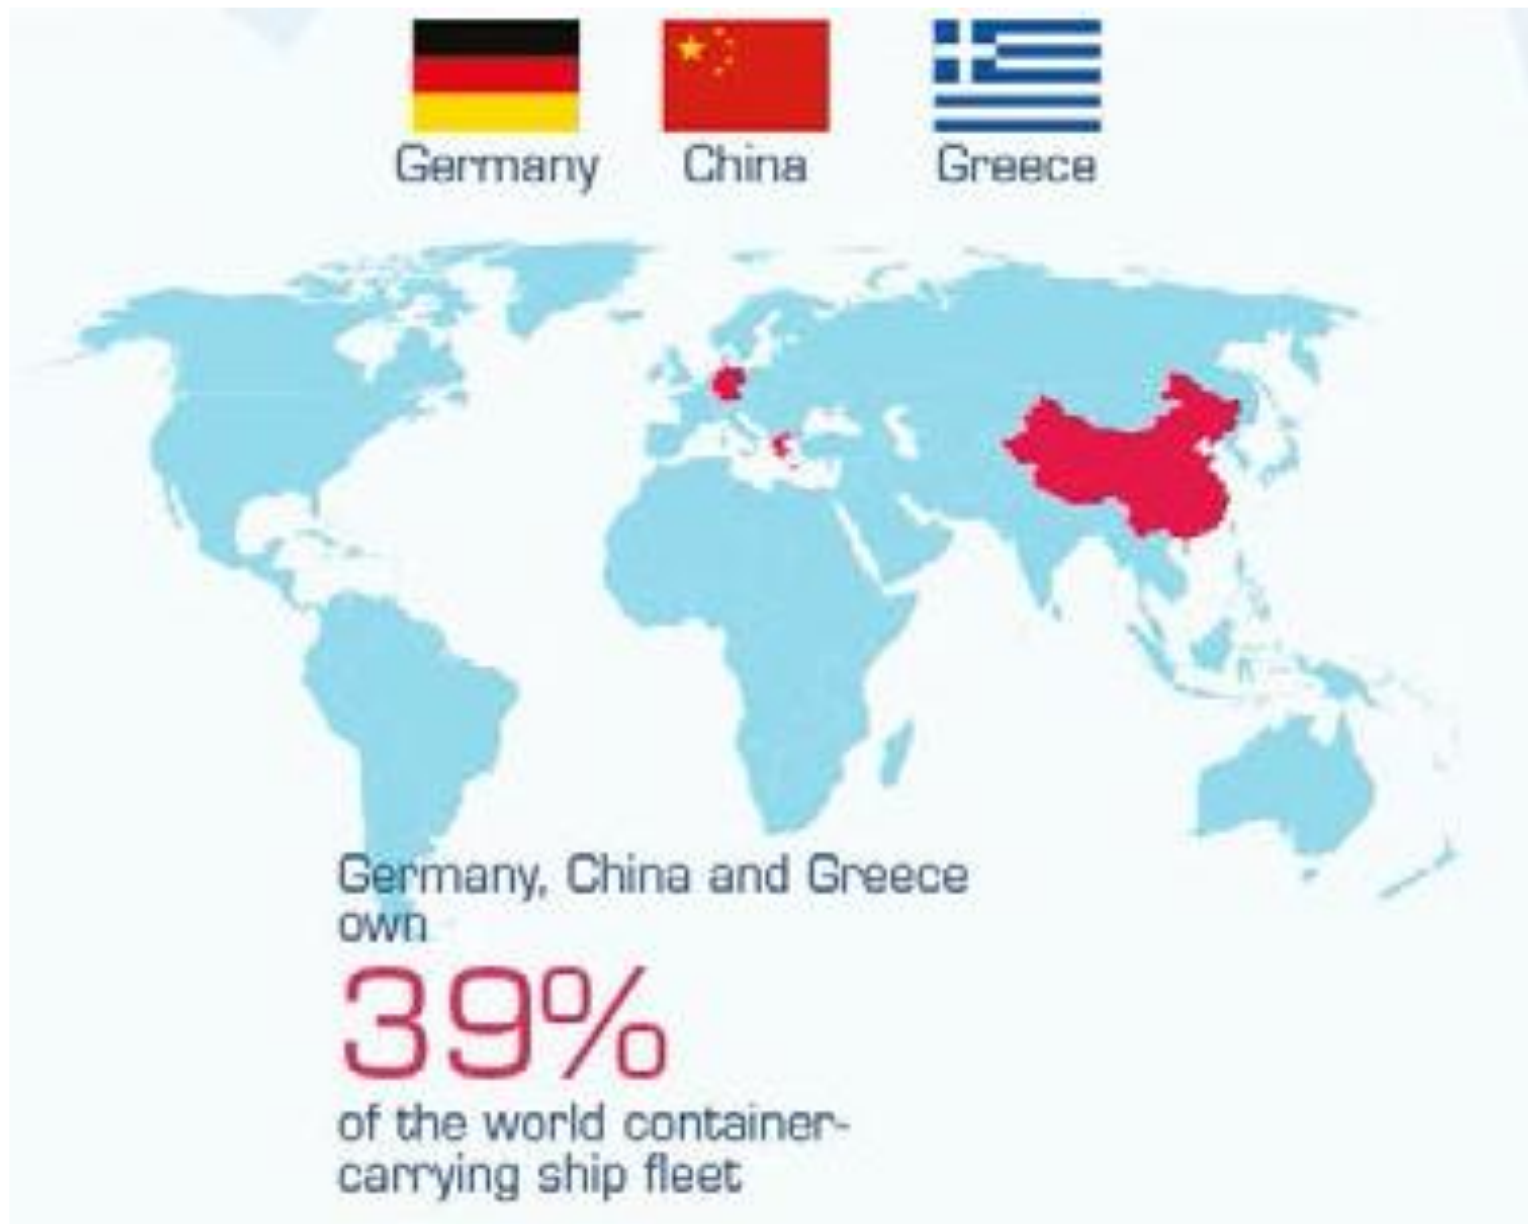 Germany
China
Greece
Germany, China and Greece
own
39%
of the world container-
carrying ship fleet